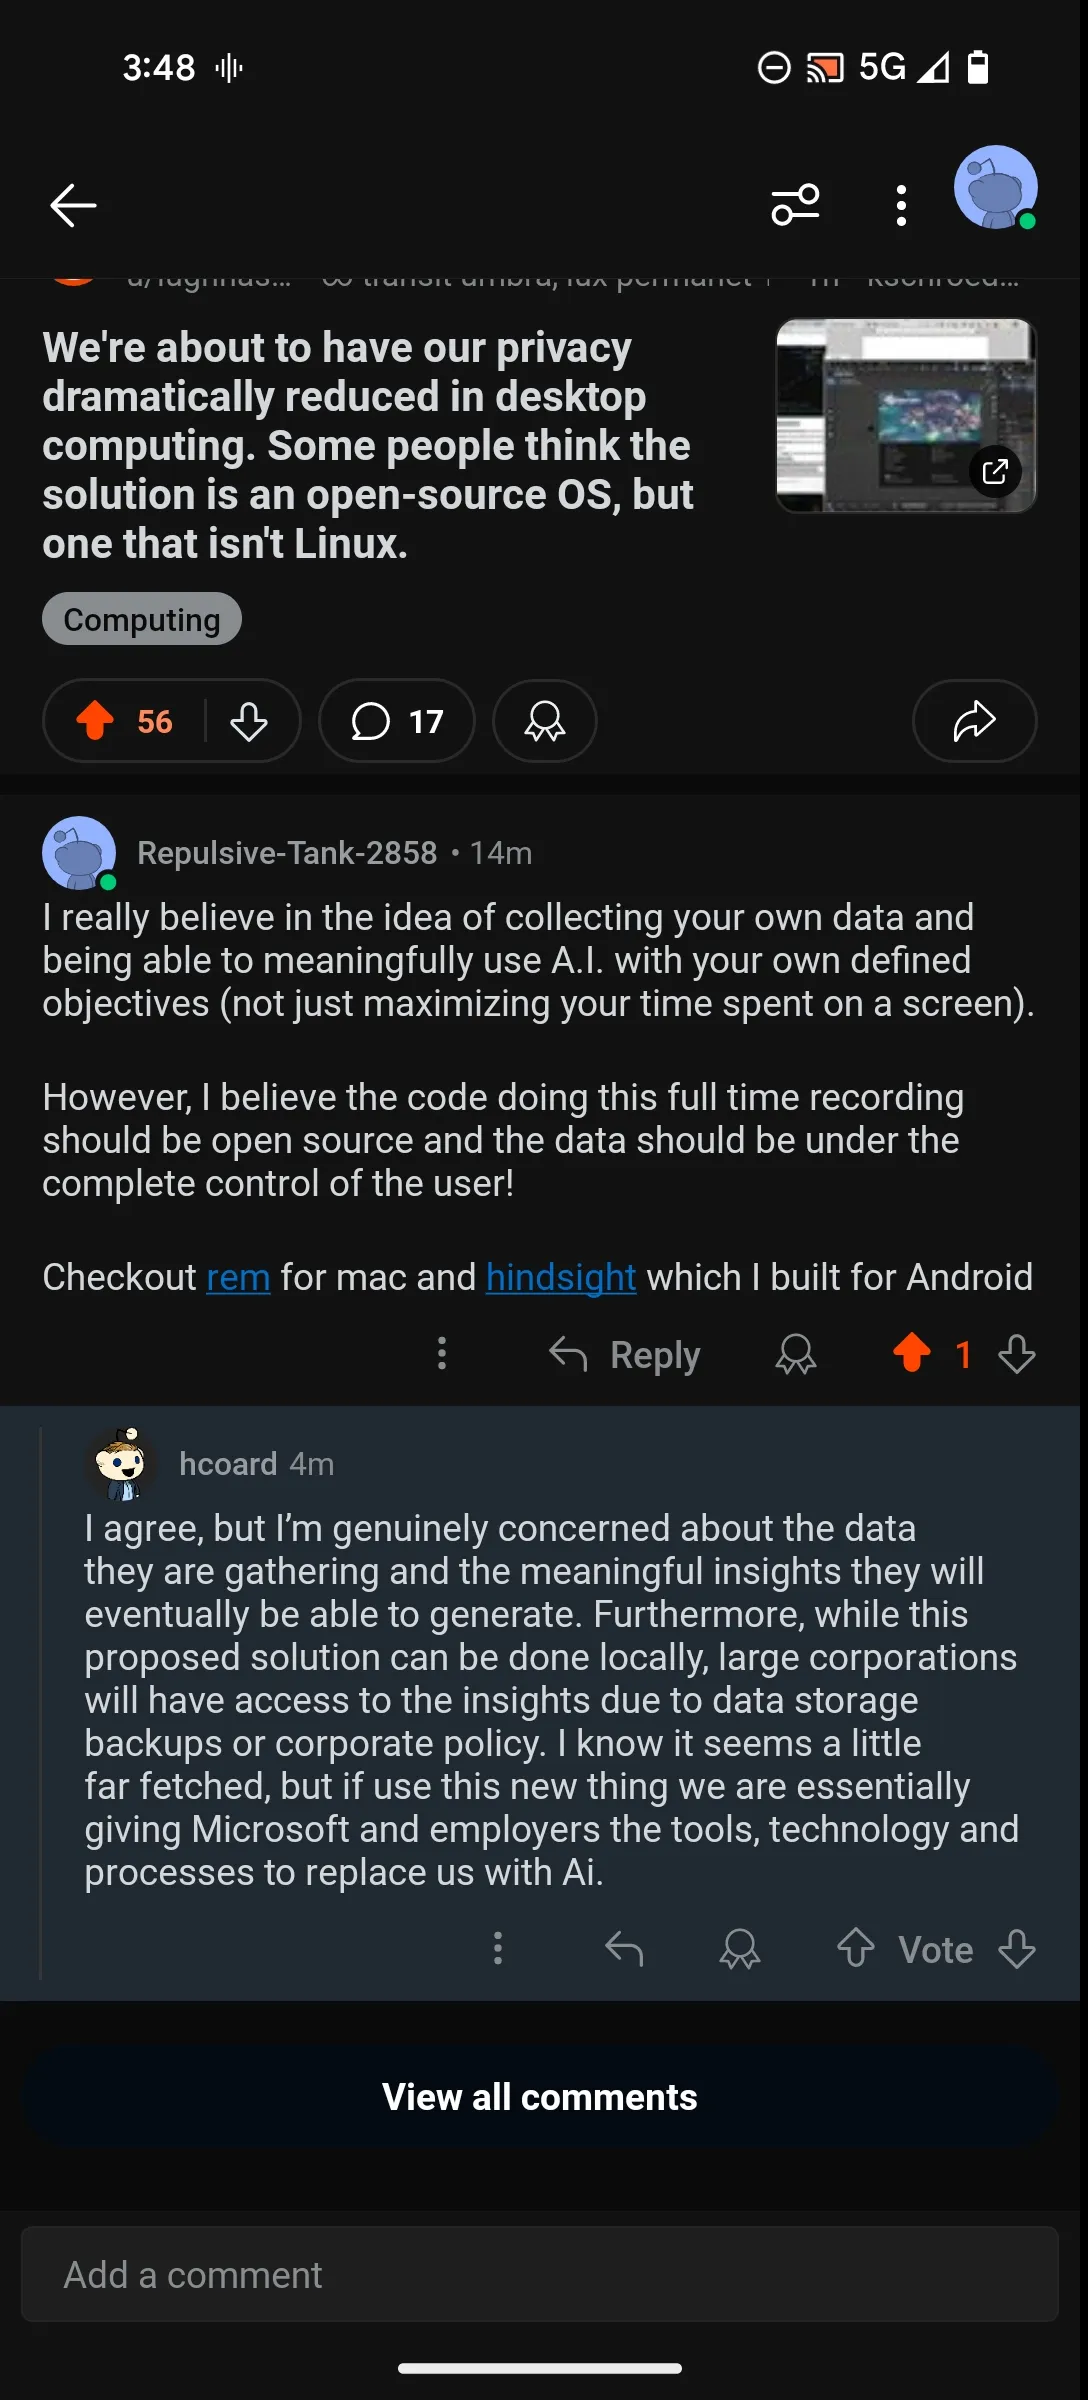 3:48
5G
transit umbra, lux permanet
We're about to have our privacy
dramatically reduced in desktop
computing. Some people think the
solution is an open-source OS, but
one that isn't Linux.
Computing
56
17
Repulsive-Tank-2858 • 14m
I really believe in the idea of collecting your own data and
being able to meaningfully use A.I. with your own defined
objectives (not just maximizing your time spent on a screen).
However, I believe the code doing this full time recording
should be open source and the data should be under the
complete control of the user!
Checkout rem for mac and hindsight which I built for Android
Reply
1
hcoard 4m
I agree, but I’m genuinely concerned about the data
they are gathering and the meaningful insights they will
eventually be able to generate. Furthermore, while this
proposed solution can be done locally, large corporations
will have access to the insights due to data storage
backups or corporate policy. I know it seems a little
far fetched, but if use this new thing we are essentially
giving Microsoft and employers the tools, technology and
processes to replace us with Ai.
Vote
View all comments
Add a comment